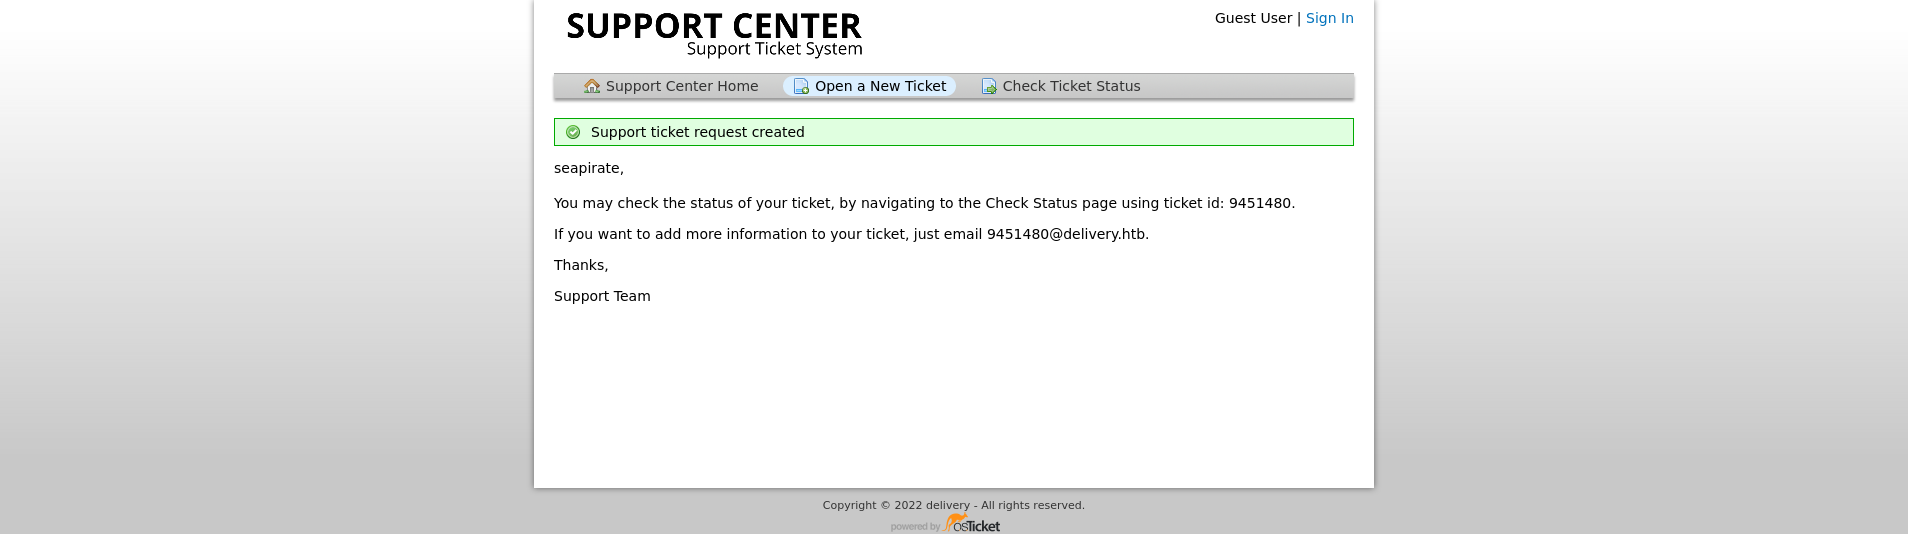 SUPPORT CENTER
Support Ticket System
Guest User | Sign In
Support Center Home
Open a New Ticket
Check Ticket Status
Support ticket request created
seapirate,
You may check the status of your ticket, by navigating to the Check Status page using ticket id: 9451480.
If you want to add more information to your ticket, just email 9451480@delivery.htb.
Thanks,
Support Team
Copyright © 2022 delivery - All rights reserved.
powered by osTicket